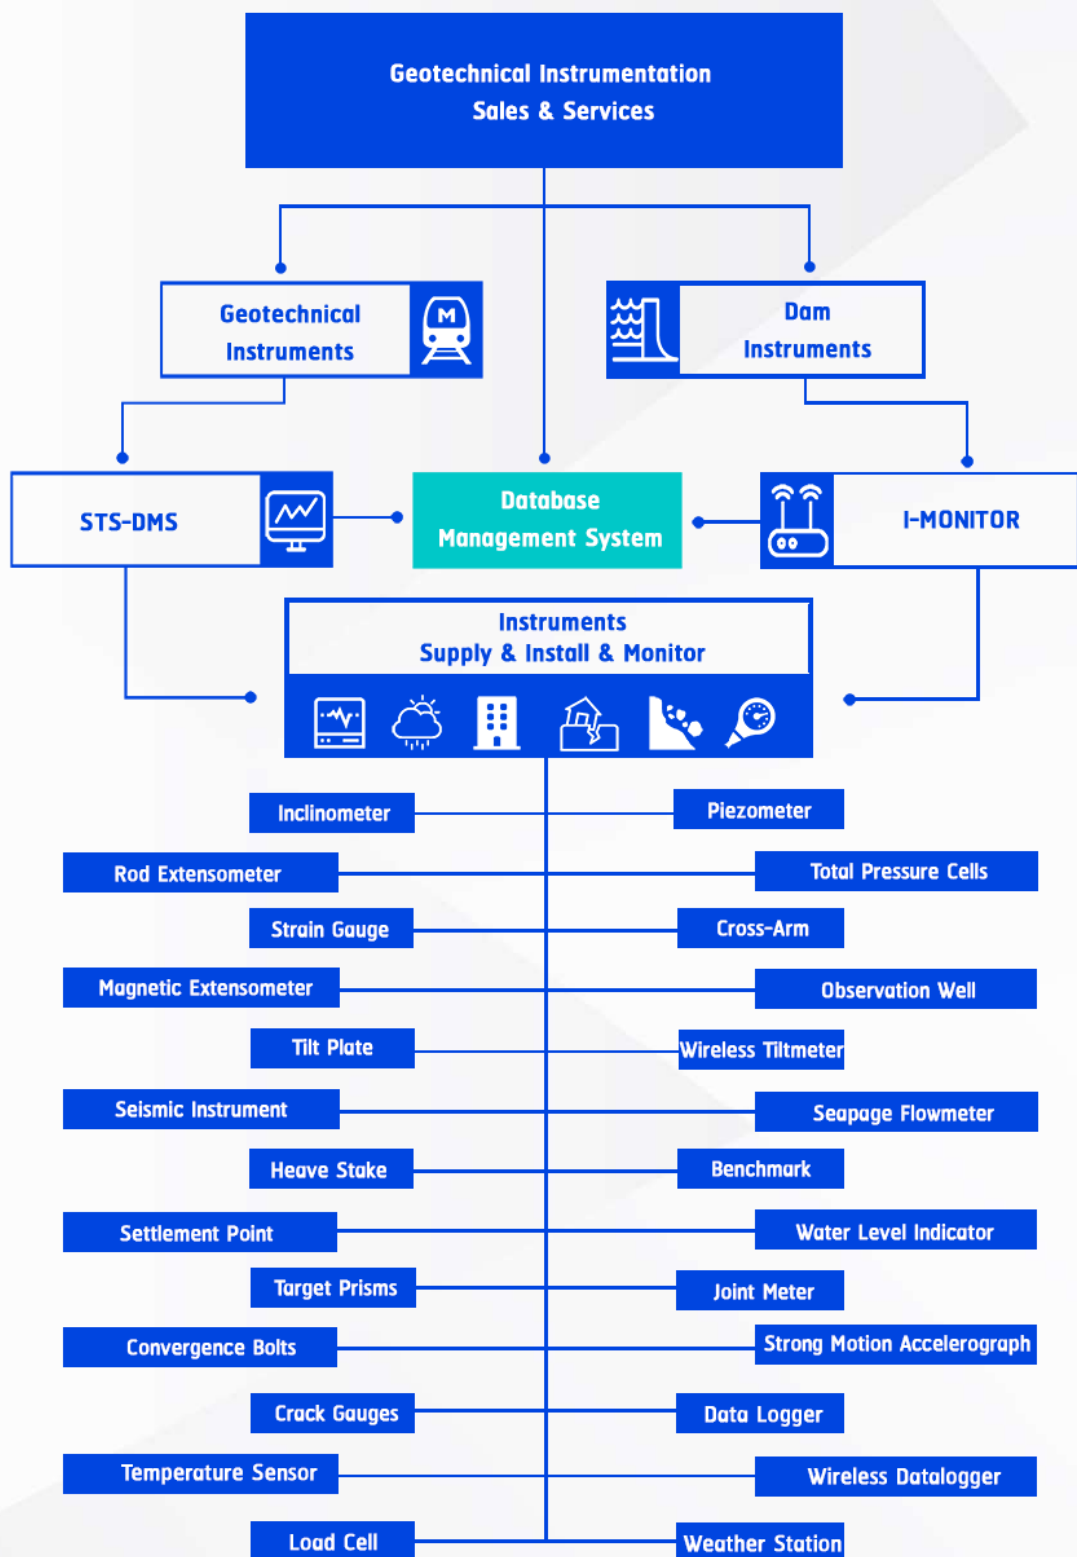 Geotechnical Instrumentation
Sales & Services
Geotechnical
Instruments
M
Dam
Instruments
STS-DMS
Database
Management System
I-MONITOR
Instruments
Supply & Install & Monitor
Inclinometer
Piezometer
Rod Extensometer
Total Pressure Cells
Strain Gauge
Cross-Arm
Magnetic Extensometer
Observation Well
Tilt Plate
Wireless Tiltmeter
Seismic Instrument
Seapage Flowmeter
Heave Stake
Benchmark
Settlement Point
Water Level Indicator
Target Prisms
Joint Meter
Convergence Bolts
Strong Motion Accelerograph
Crack Gauges
Data Logger
Temperature Sensor
Wireless Datalogger
Load Cell
Weather Station